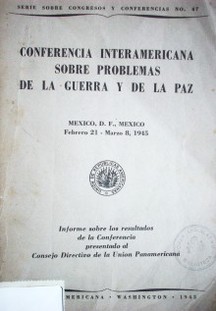 SERIE SOBRE CONGRESOS Y CONFERENCIAS NO. 47
CONFERENCIA INTERAMERICANA
SOBRE PROBLEMAS
DE LA GUERRA Y DE LA PAZ
MEXICO, D. F., MEXICO
Febrero 21 - Marzo 8, 1945
Informe sobre los resultados
de la Conferencia
presentado al
Consejo Directivo de la Union Panamericana
AMERICANA - WASHINGTON - 1945